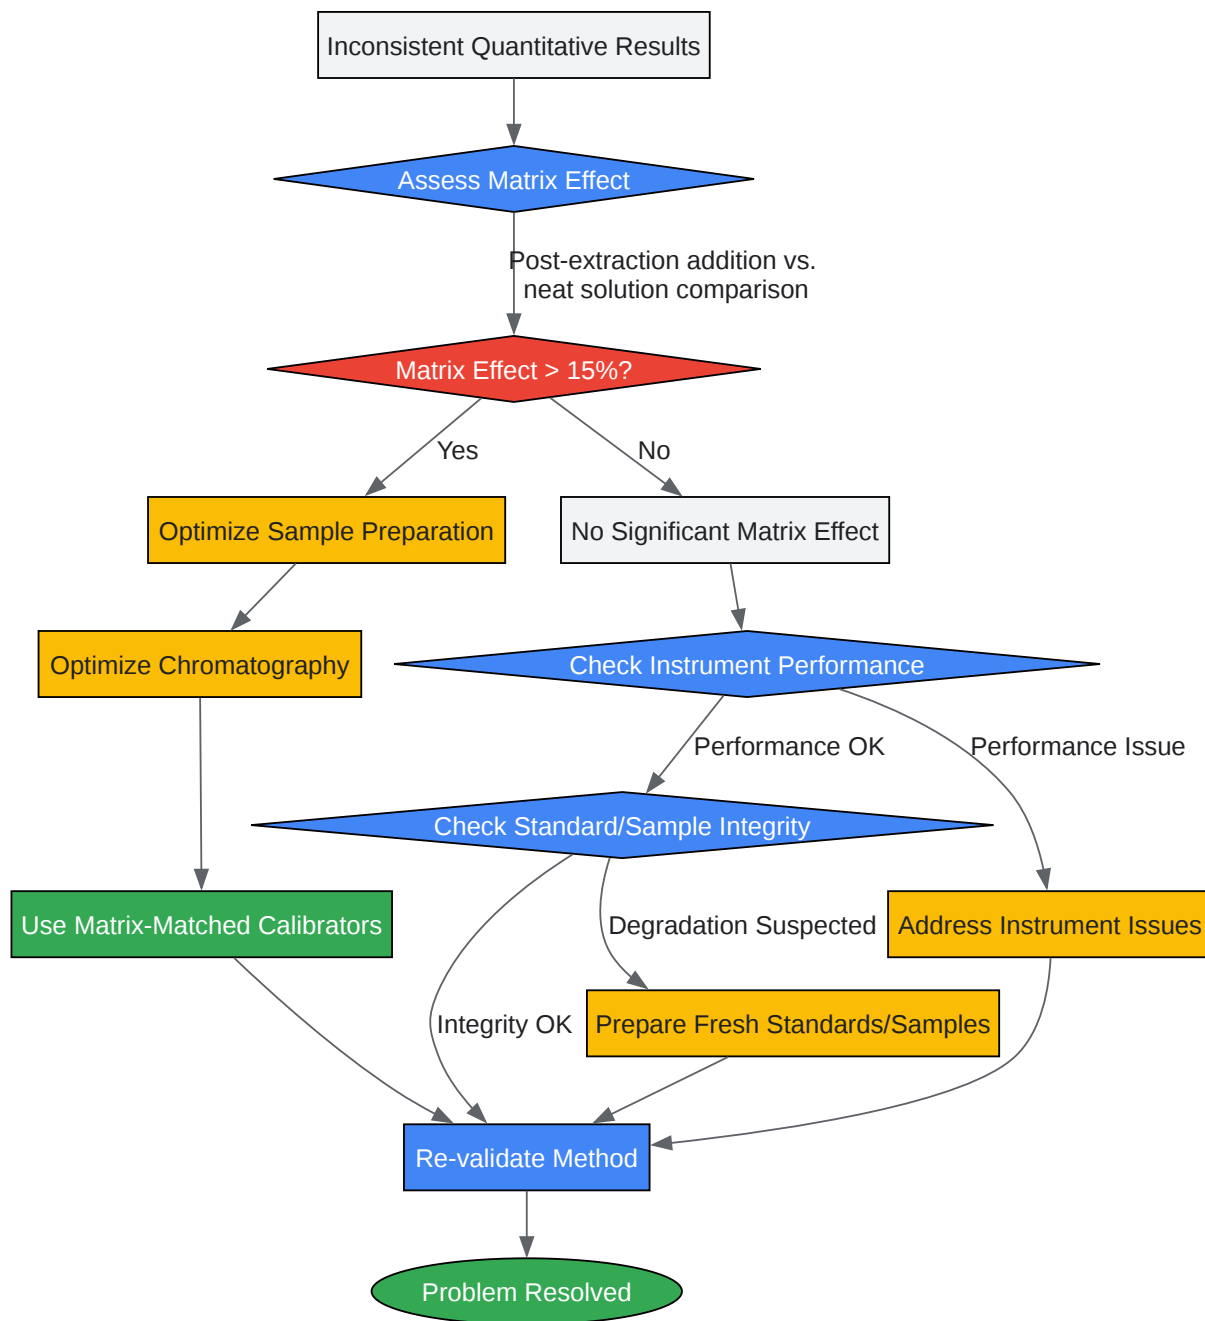 Inconsistent Quantitative Results
Assess Matrix Effect
Post-extraction addition vs.
neat solution comparison
Matrix Effect > 15%?
Yes
No
Optimize Sample Preparation
No Significant Matrix Effect
Optimize Chromatography
Check Instrument Performance
Performance OK
Performance Issue
Check Standard/Sample Integrity
Use Matrix-Matched Calibrators
Degradation Suspected
Address Instrument Issues
Integrity OK
Prepare Fresh Standards/Samples
Re-validate Method
Problem Resolved